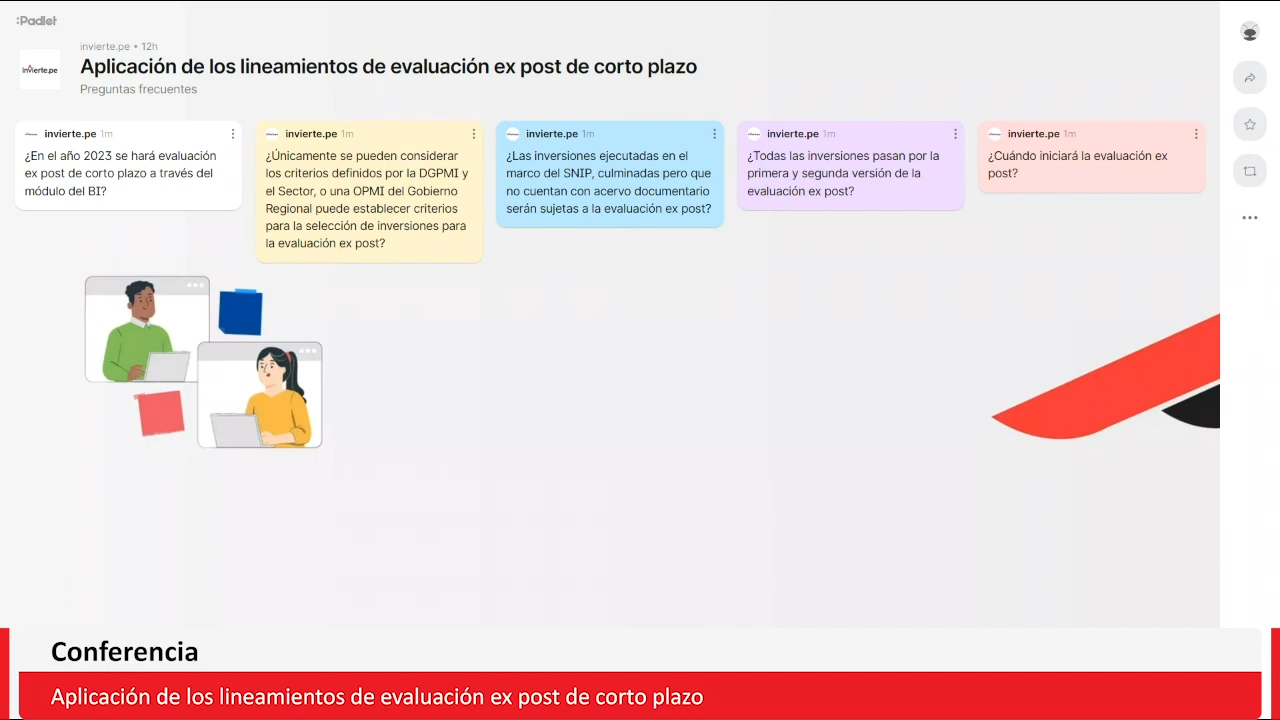 :Padlet
invierte.pe • 12h
invierte.pe
Aplicación de los lineamientos de evaluación ex post de corto plazo
Preguntas frecuentes
invierte.pe 1m
¿En el año 2023 se hará evaluación
ex post de corto plazo a través del
módulo del BI?
invierte.pe 1m
¿Únicamente se pueden considerar
los criterios definidos por la DGPMI y
el Sector, o una OPMI del Gobierno
Regional puede establecer criterios
para la selección de inversiones para
la evaluación ex post?
invierte.pe 1m
¿Las inversiones ejecutadas en el
marco del SNIP, culminadas pero que
no cuentan con acervo documentario
serán sujetas a la evaluación ex post?
invierte.pe 1m
¿Todas las inversiones pasan por la
primera y segunda versión de la
evaluación ex post?
invierte.pe 1m
¿Cuándo iniciará la evaluación ex
post?
Conferencia
Aplicación de los lineamientos de evaluación ex post de corto plazo